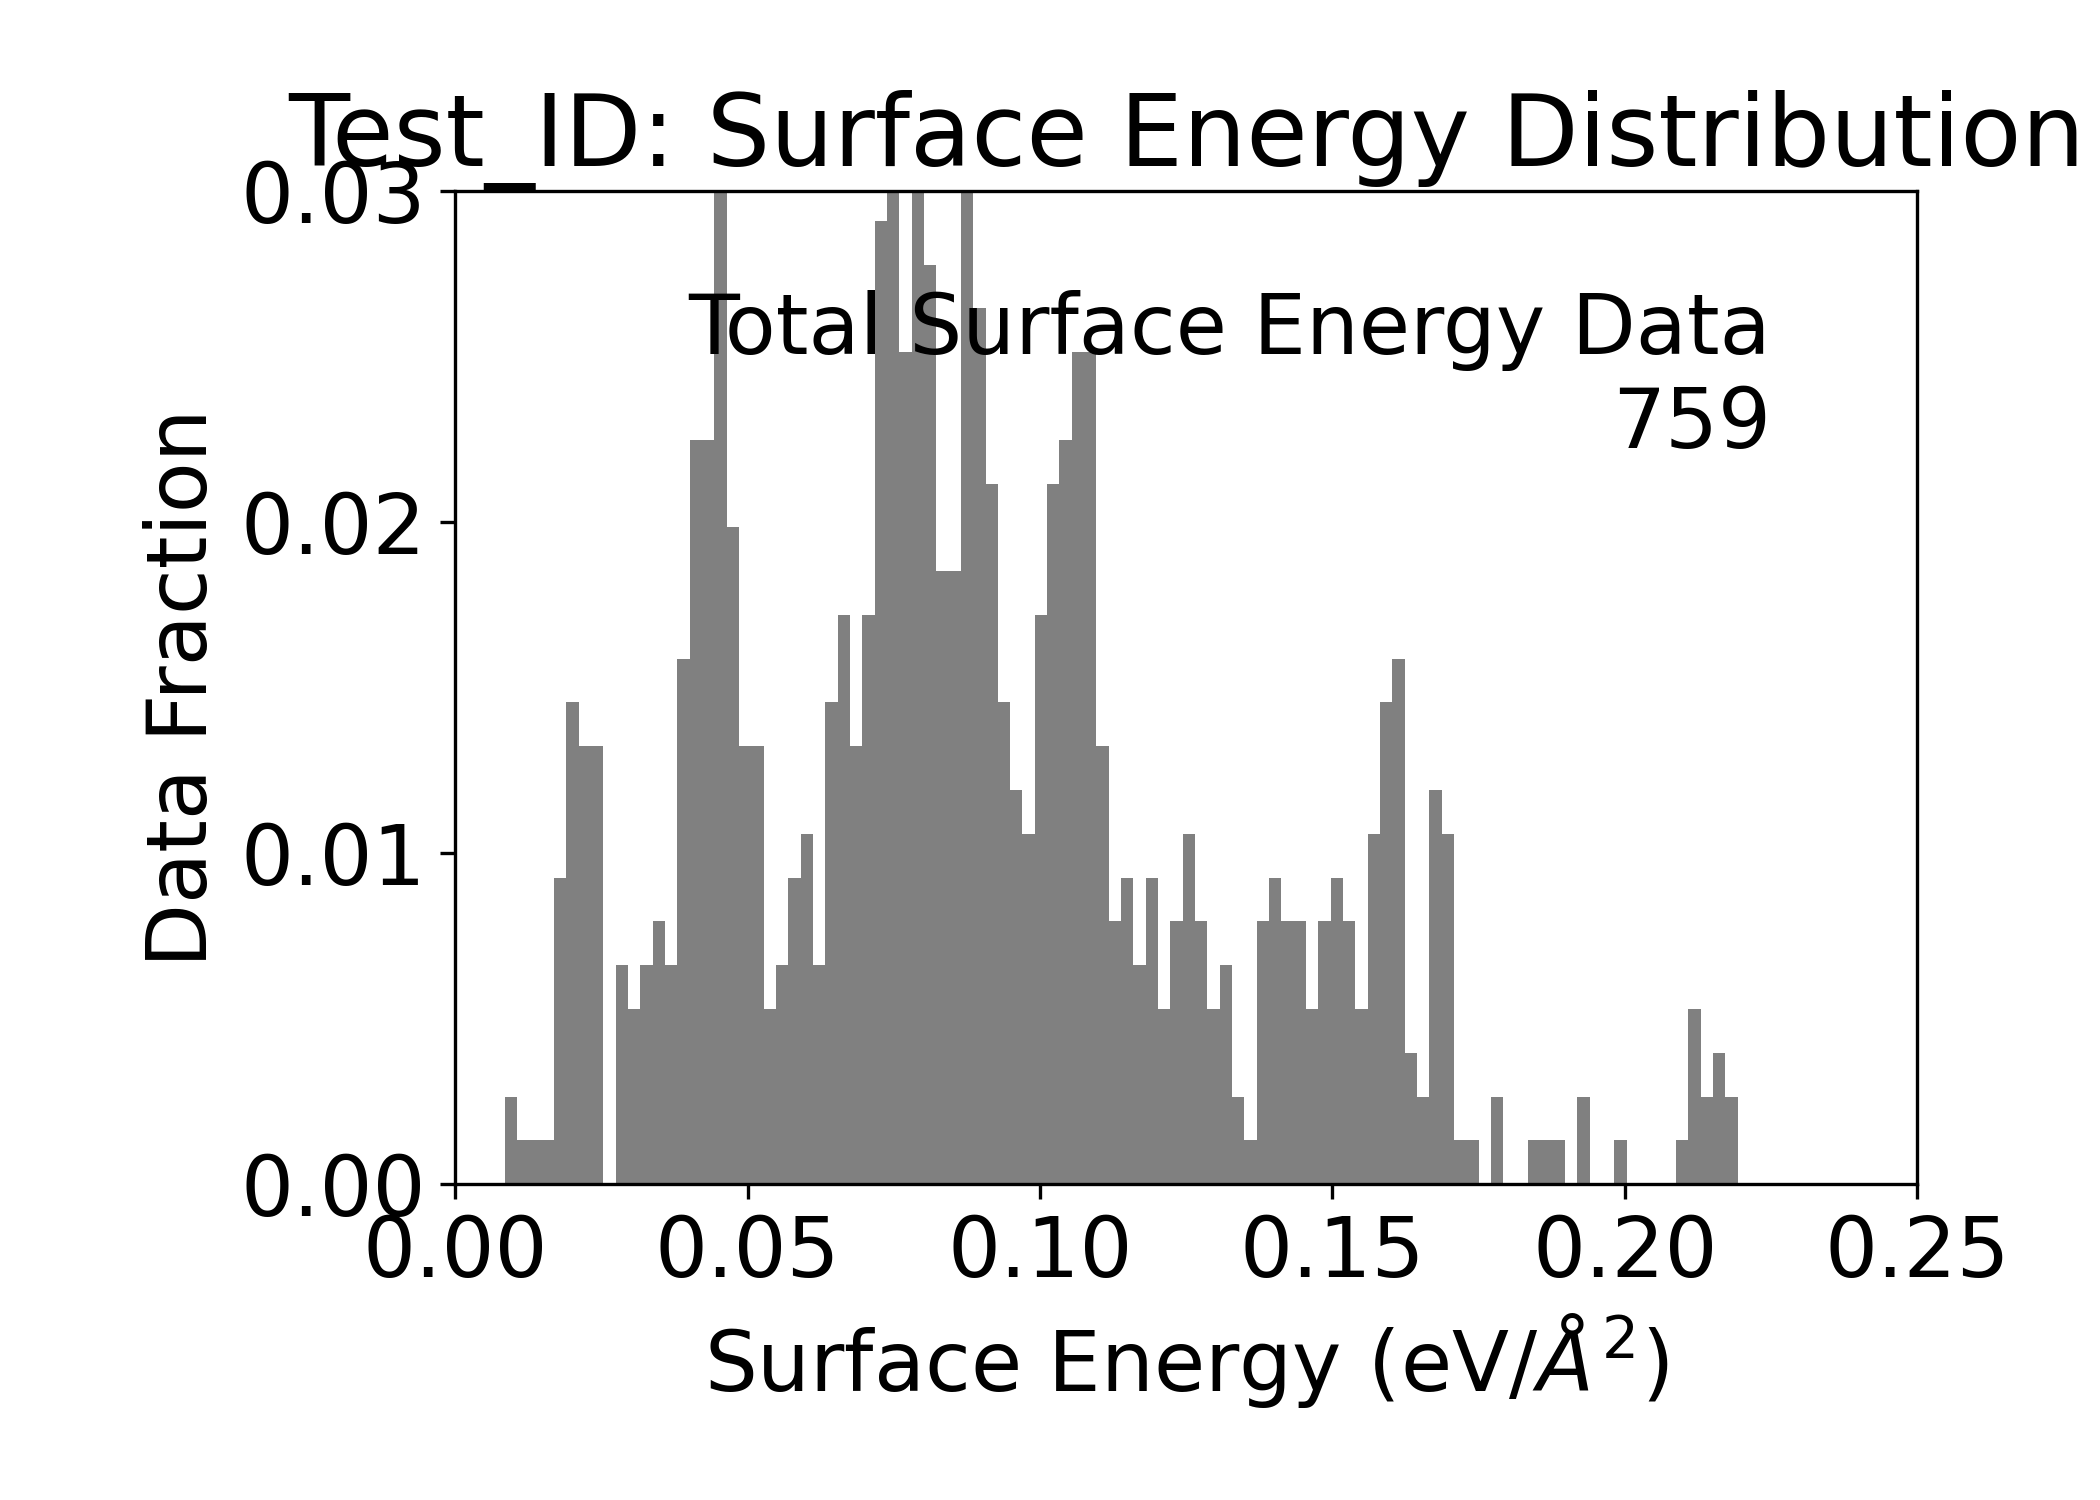 Test_ID: Surface Energy Distribution
0.03
Total Surface Energy Data
759
0.02
0.01
0.00
Data Fraction
0.00 0.05 0.10 0.15 0.20 0.25
Surface Energy (eV/Å²)